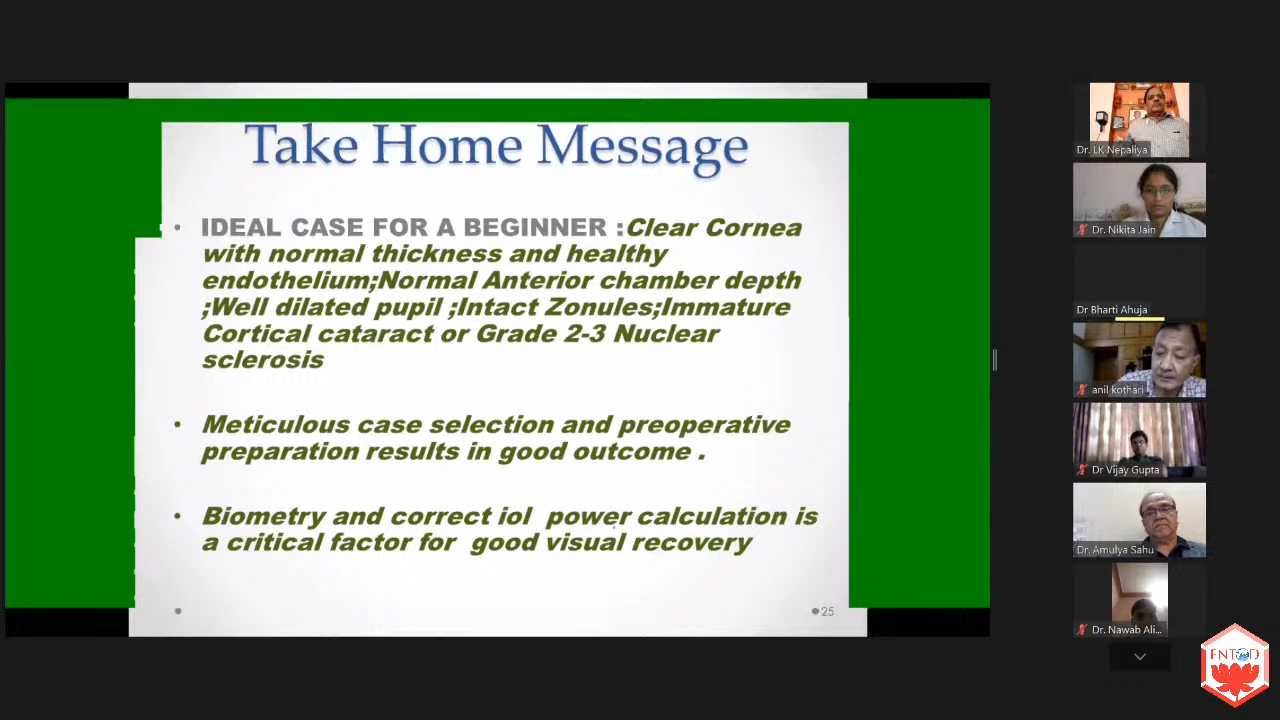 Take Home Message
• IDEAL CASE FOR A BEGINNER :Clear Cornea
with normal thickness and healthy
endothelium;Normal Anterior chamber depth
;Well dilated pupil ;Intact Zonules;Immature
Cortical cataract or Grade 2-3 Nuclear
sclerosis
• Meticulous case selection and preoperative
preparation results in good outcome .
• Biometry and correct iol power calculation is
a critical factor for good visual recovery
25
Dr. LK Nepaliya
Dr. Nikita Jain
Dr Bharti Ahuja
anil kothari
Dr Vijay Gupta
Dr. Amulya Sahu
Dr. Nawab Ali...
ENTOD